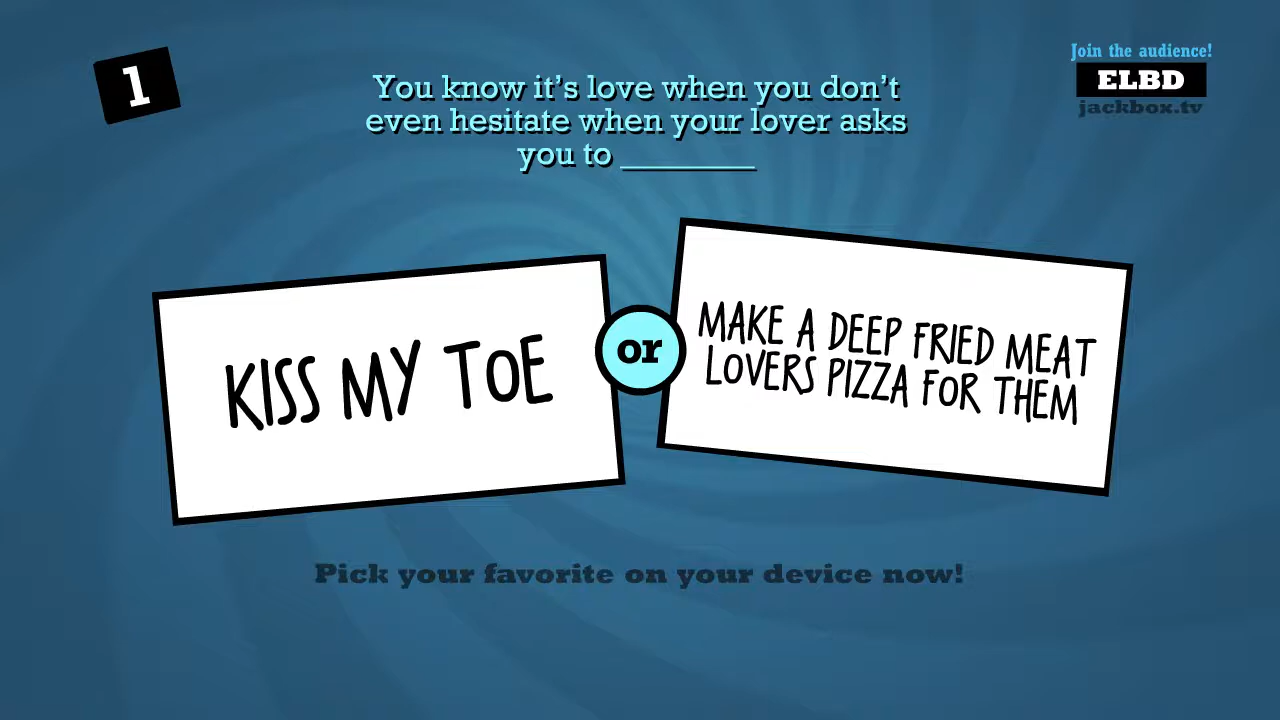 1
Join the audience!
ELBD
jackbox.tv
You know it's love when you don't
even hesitate when your lover asks
you to _________
KISS MY TOE
or
MAKE A DEEP FRIED MEAT
LOVERS PIZZA FOR THEM
Pick your favorite on your device now!